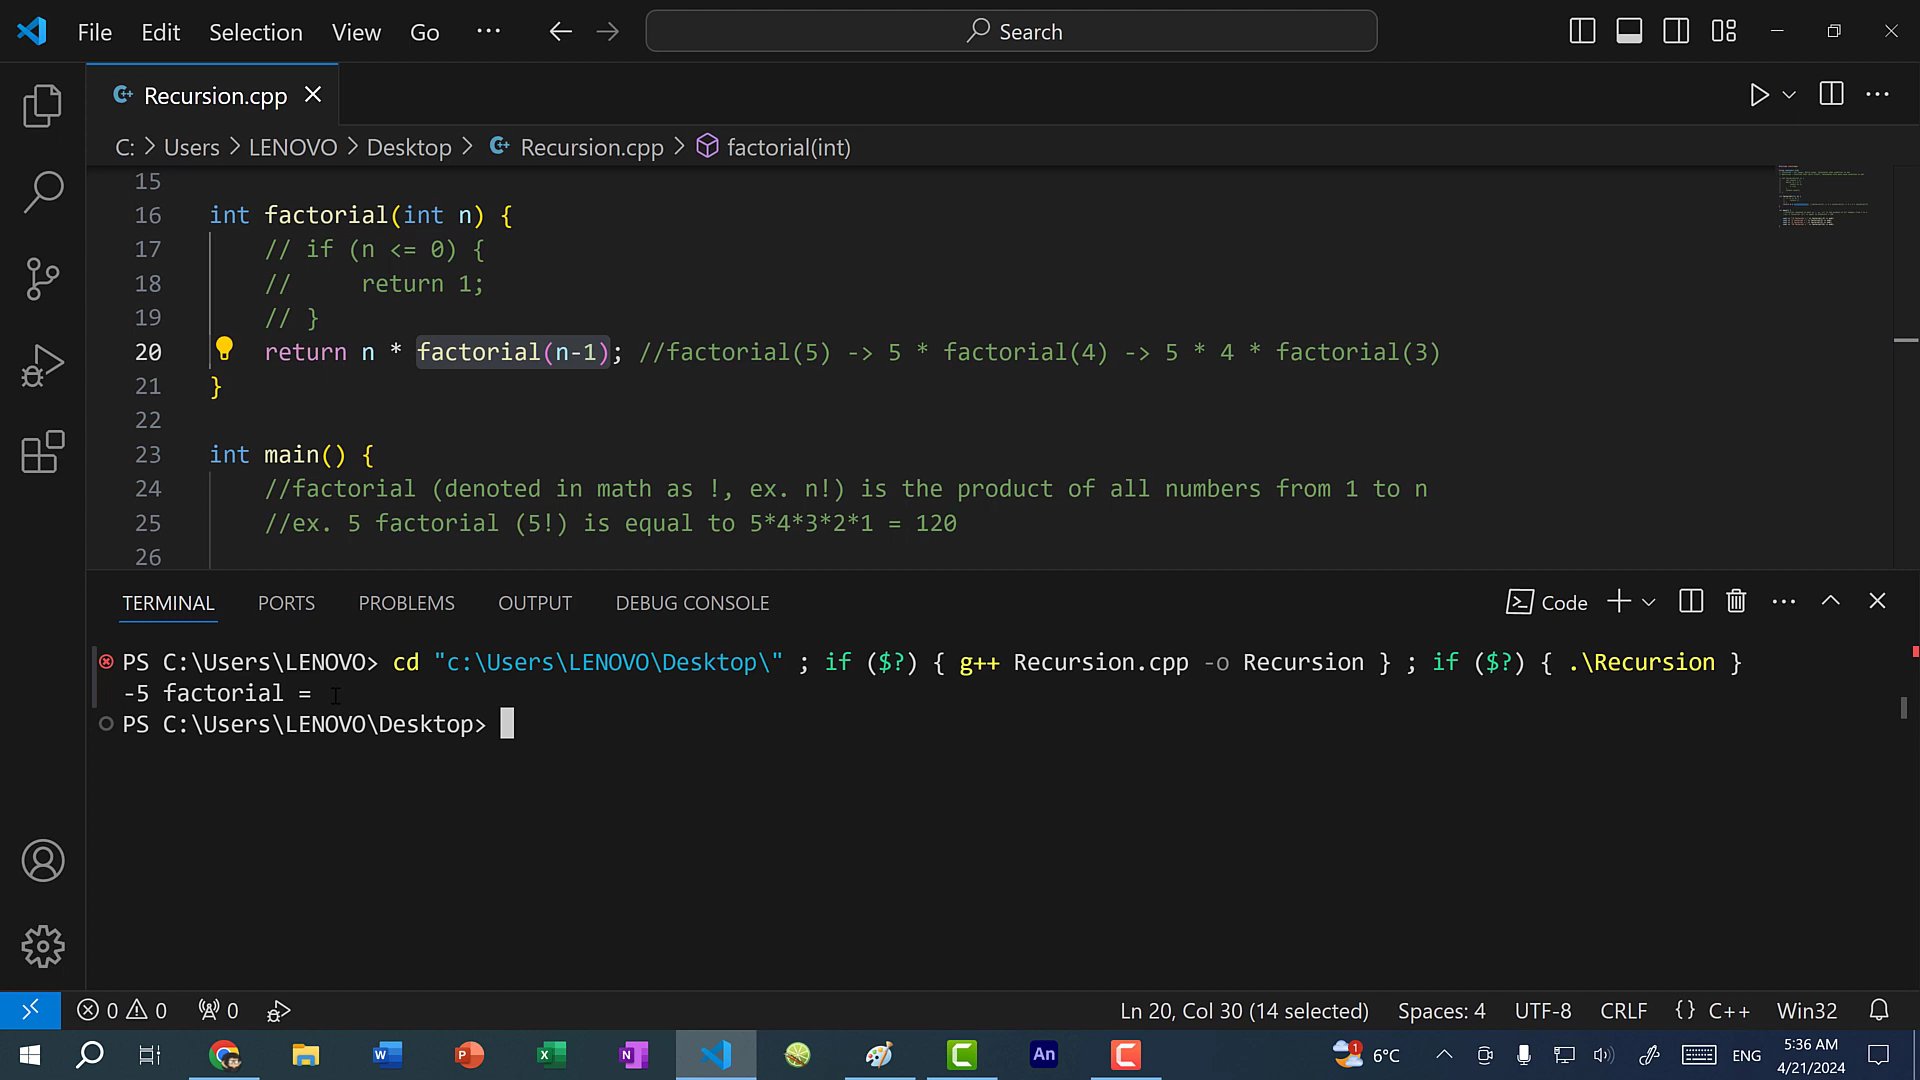 File Edit Selection View Go ··· Search
Recursion.cpp
C: > Users > LENOVO > Desktop > Recursion.cpp > factorial(int)
15
16 int factorial(int n) {
17 // if (n <= 0) {
18 //     return 1;
19 // }
20 return n * factorial(n-1); //factorial(5) -> 5 * factorial(4) -> 5 * 4 * factorial(3)
21 }
22
23 int main() {
24 //factorial (denoted in math as !, ex. n!) is the product of all numbers from 1 to n
25 //ex. 5 factorial (5!) is equal to 5*4*3*2*1 = 120
26
TERMINAL PORTS PROBLEMS OUTPUT DEBUG CONSOLE Code
PS C:\Users\LENOVO> cd "c:\Users\LENOVO\Desktop\" ; if ($?) { g++ Recursion.cpp -o Recursion } ; if ($?) { .\Recursion }
-5 factorial =
PS C:\Users\LENOVO\Desktop>
0 0 0 Ln 20, Col 30 (14 selected) Spaces: 4 UTF-8 CRLF {} C++ Win32
W P X N An 1 6°C ENG 5:36 AM
4/21/2024